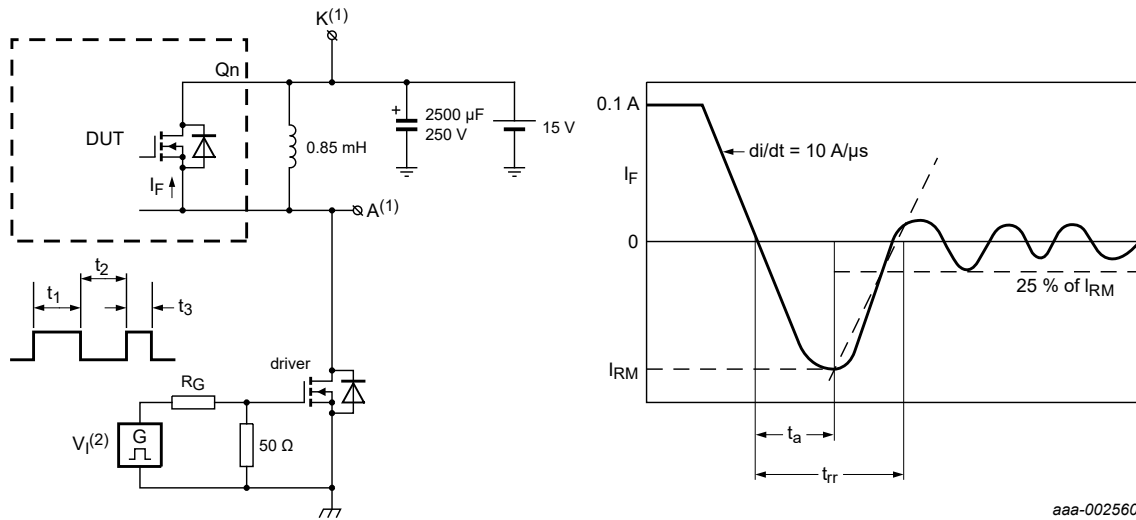 K(1)
Qn
DUT
IF
0.85 mH
+
2500 µF
250 V
15 V
A(1)
t1
t2
t3
driver
RG
VI(2)
G
50 Ω
0.1 A
di/dt = 10 A/µs
IF
0
25 % of IRM
IRM
ta
trr
aaa-002560